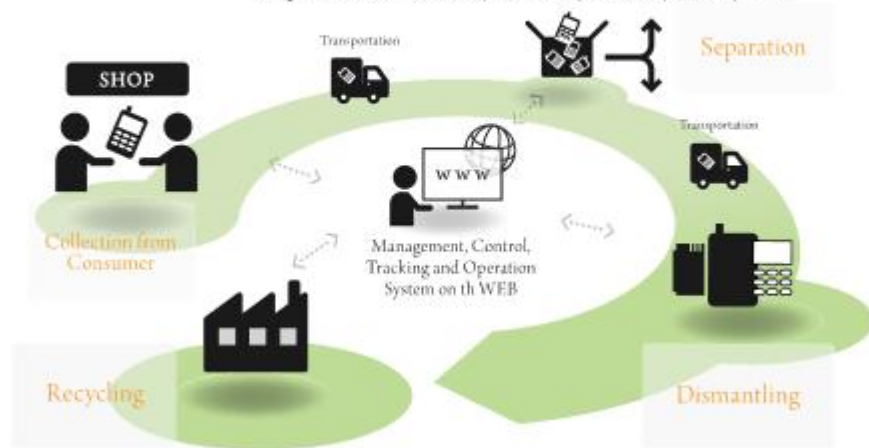 Transportation
Separation
SHOP
Transportation
www
Collection from
Consumer
Management, Control,
Tracking and Operation
System on th WEB
Recycling
Dismantling